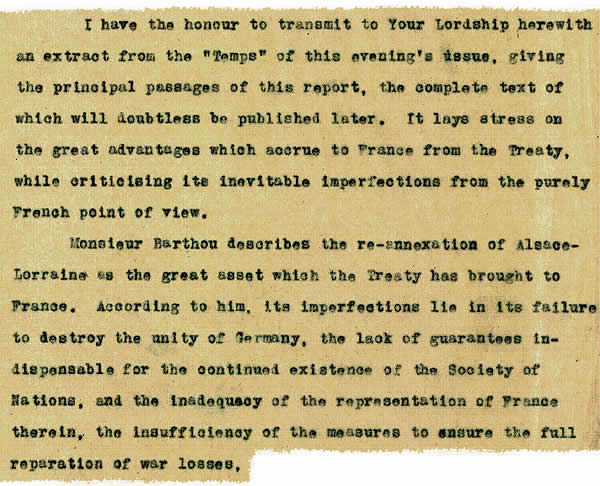 I have the honour to transmit to Your Lordship herewith
an extract from the "Temps" of this evening's issue, giving
the principal passages of this report, the complete text of
which will doubtless be published later. It lays stress on
the great advantages which accrue to France from the Treaty,
while criticising its inevitable imperfections from the purely
French point of view.
Monsieur Barthou describes the re-annexation of Alsace-
Lorraine as the great asset which the Treaty has brought to
France. According to him, its imperfections lie in its failure
to destroy the unity of Germany, the lack of guarantees in-
dispensable for the continued existence of the Society of
Nations, and the inadequacy of the representation of France
therein, the insufficiency of the measures to ensure the full
reparation of war losses,